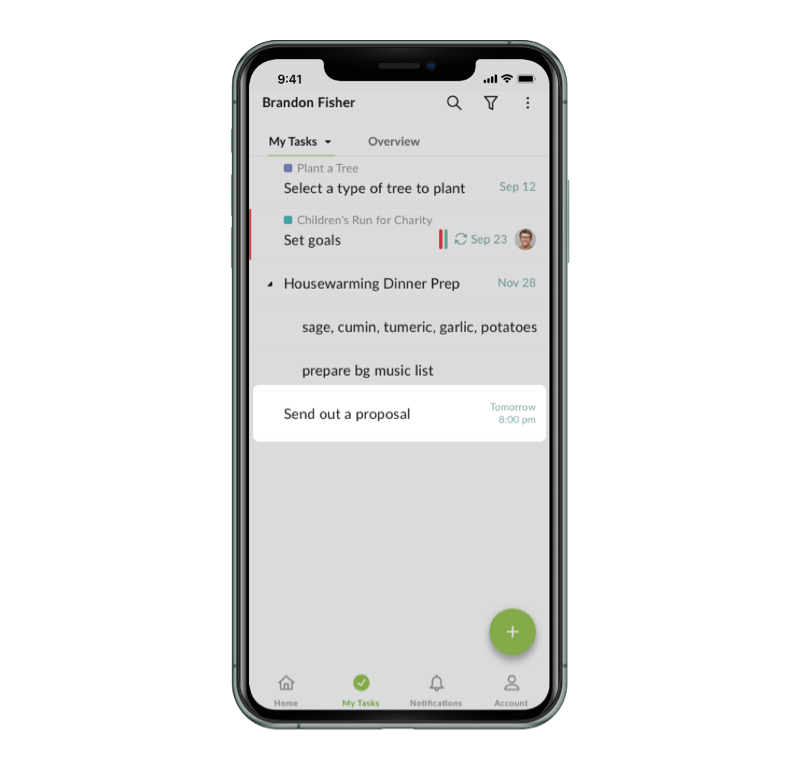 9:41
Brandon Fisher
My Tasks Overview
Plant a Tree
Select a type of tree to plant Sep 12
Children's Run for Charity
Set goals Sep 23
Housewarming Dinner Prep Nov 28
sage, cumin, tumeric, garlic, potatoes
prepare bg music list
Send out a proposal Tomorrow
8:00 pm
Home My Tasks Notifications Account